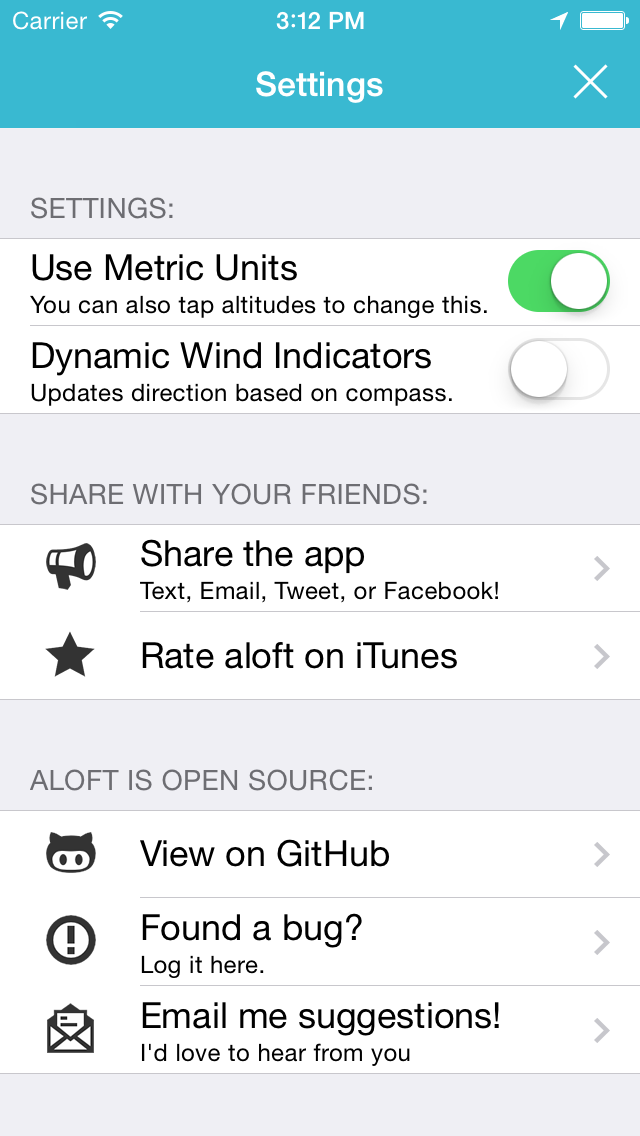 Carrier 3:12 PM
Settings
SETTINGS:
Use Metric Units
You can also tap altitudes to change this.
Dynamic Wind Indicators
Updates direction based on compass.
SHARE WITH YOUR FRIENDS:
Share the app
Text, Email, Tweet, or Facebook!
Rate aloft on iTunes
ALOFT IS OPEN SOURCE:
View on GitHub
Found a bug?
Log it here.
Email me suggestions!
I'd love to hear from you